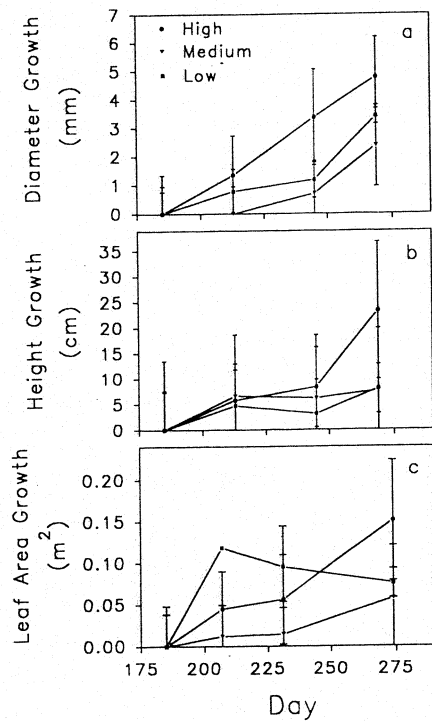 7
6
5
4
3
2
1
0
Diameter Growth
(mm)
High
Medium
Low
a
35
30
25
20
15
10
5
0
Height Growth
(cm)
b
0.20
0.15
0.10
0.05
0.00
Leaf Area Growth
(m²)
c
175 200 225 250 275
Day